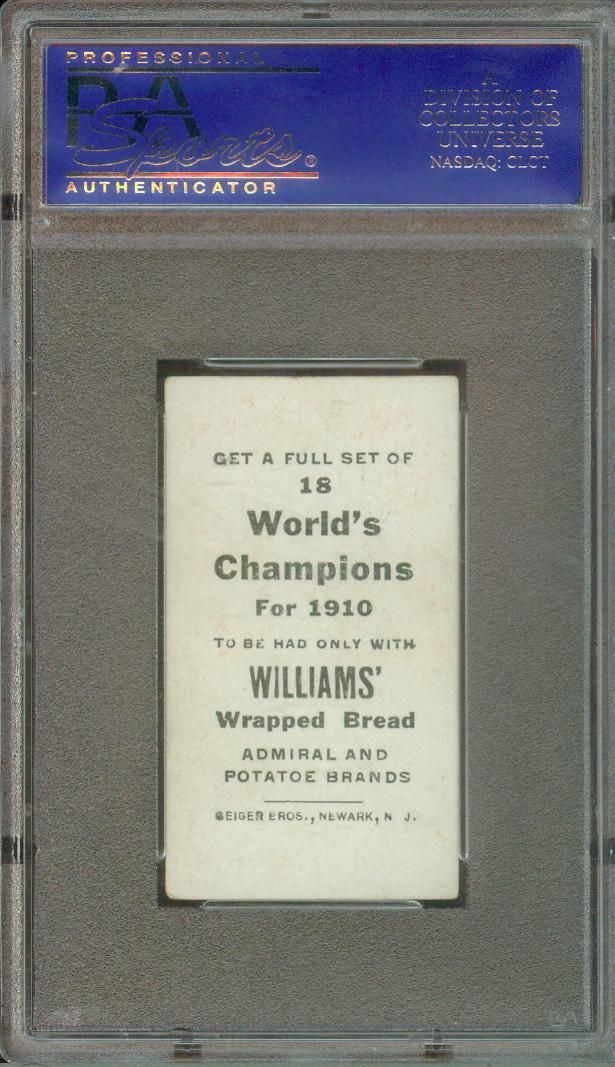 PROFESSIONAL
PSA
Sports®
AUTHENTICATOR
A
DIVISION OF
COLLECTORS
UNIVERSE
NASDAQ: CLCT
GET A FULL SET OF
18
World's
Champions
For 1910
TO BE HAD ONLY WITH
WILLIAMS'
Wrapped Bread
ADMIRAL AND
POTATOE BRANDS
GEIGER BROS., NEWARK, N J.